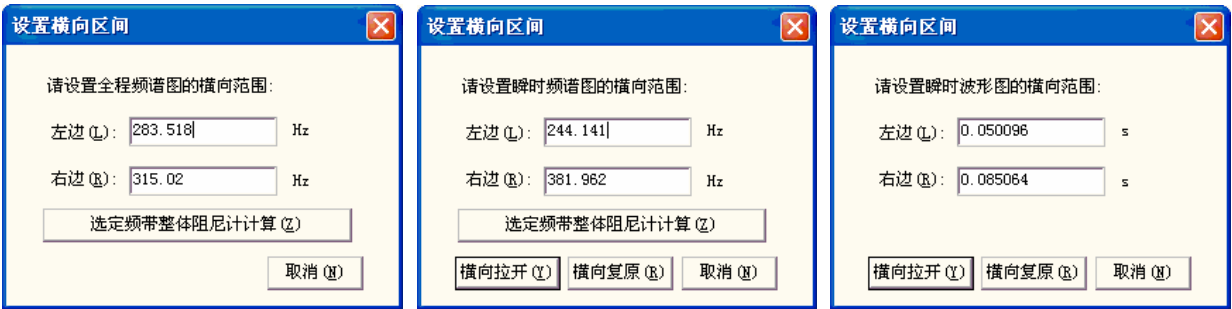 设置横向区间
请设置全程频谱图的横向范围:
左边(L): 283.518 Hz
右边(R): 315.02 Hz
选定频带整体阻尼计计算(Z)
取消(N)
设置横向区间
请设置瞬时频谱图的横向范围:
左边(L): 244.141 Hz
右边(R): 381.962 Hz
选定频带整体阻尼计计算(Z)
横向拉开(Y) 横向复原(R) 取消(N)
设置横向区间
请设置瞬时波形图的横向范围:
左边(L): 0.050096 s
右边(R): 0.085064 s
横向拉开(Y) 横向复原(R) 取消(N)